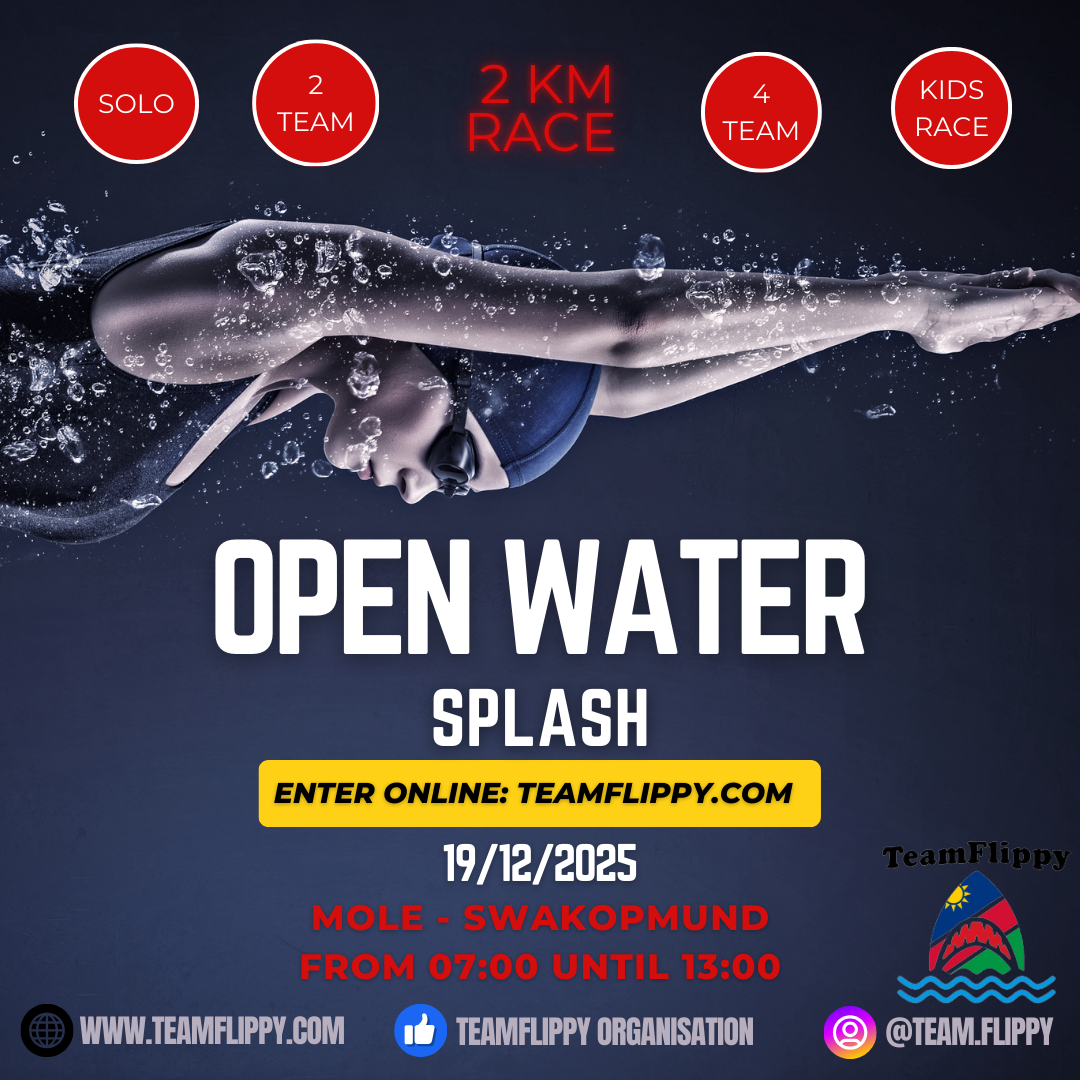 SOLO
2
TEAM
2 KM
RACE
4
TEAM
KIDS
RACE
OPEN WATER
SPLASH
ENTER ONLINE: TEAMFLIPPY.COM
19/12/2025
MOLE - SWAKOPMUND
FROM 07:00 UNTIL 13:00
TeamFlippy
WWW.TEAMFLIPPY.COM
TEAMFLIPPY ORGANISATION
@TEAM.FLIPPY